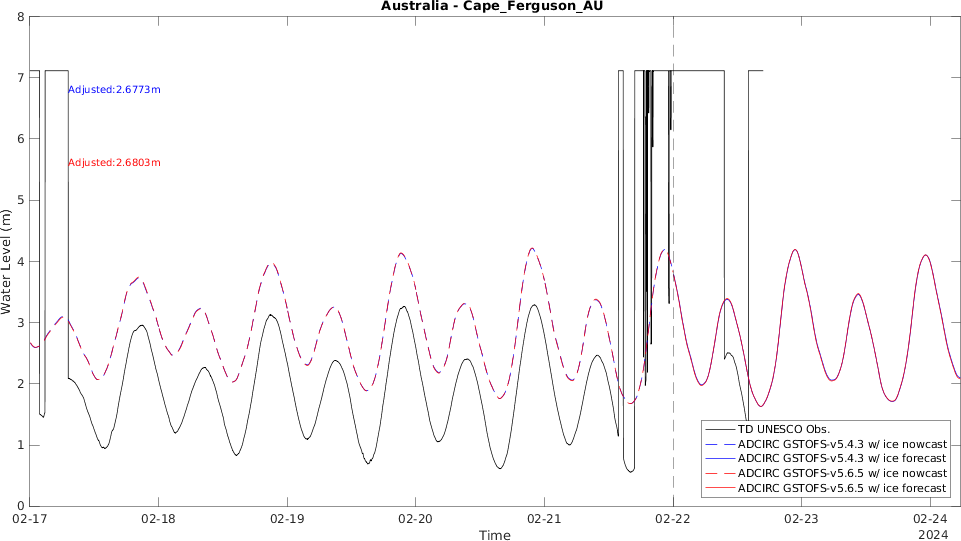 Australia - Cape_Ferguson_AU
8
7
6
5
4
3
2
1
0
Water Level (m)
Adjusted:2.6773m
Adjusted:2.6803m
TD UNESCO Obs.
ADCIRC GSTOFS-v5.4.3 w/ ice nowcast
ADCIRC GSTOFS-v5.4.3 w/ ice forecast
ADCIRC GSTOFS-v5.6.5 w/ ice nowcast
ADCIRC GSTOFS-v5.6.5 w/ ice forecast
02-17 02-18 02-19 02-20 02-21 02-22 02-23 02-24
Time
2024